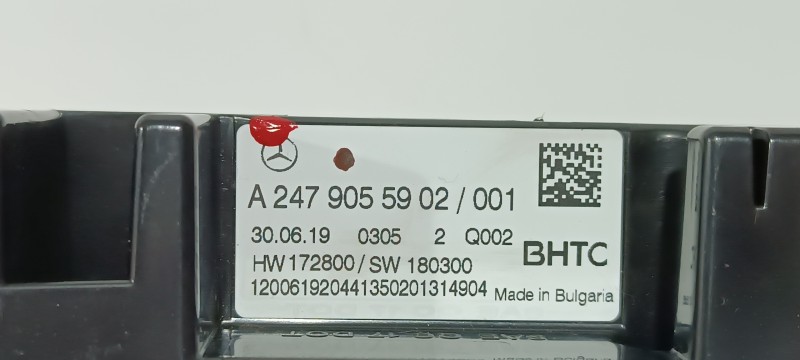 A 247 905 59 02 / 001
30.06.19 0305 2 Q002
BHTC
HW 172800 / SW 180300
120061920441350201314904
Made in Bulgaria